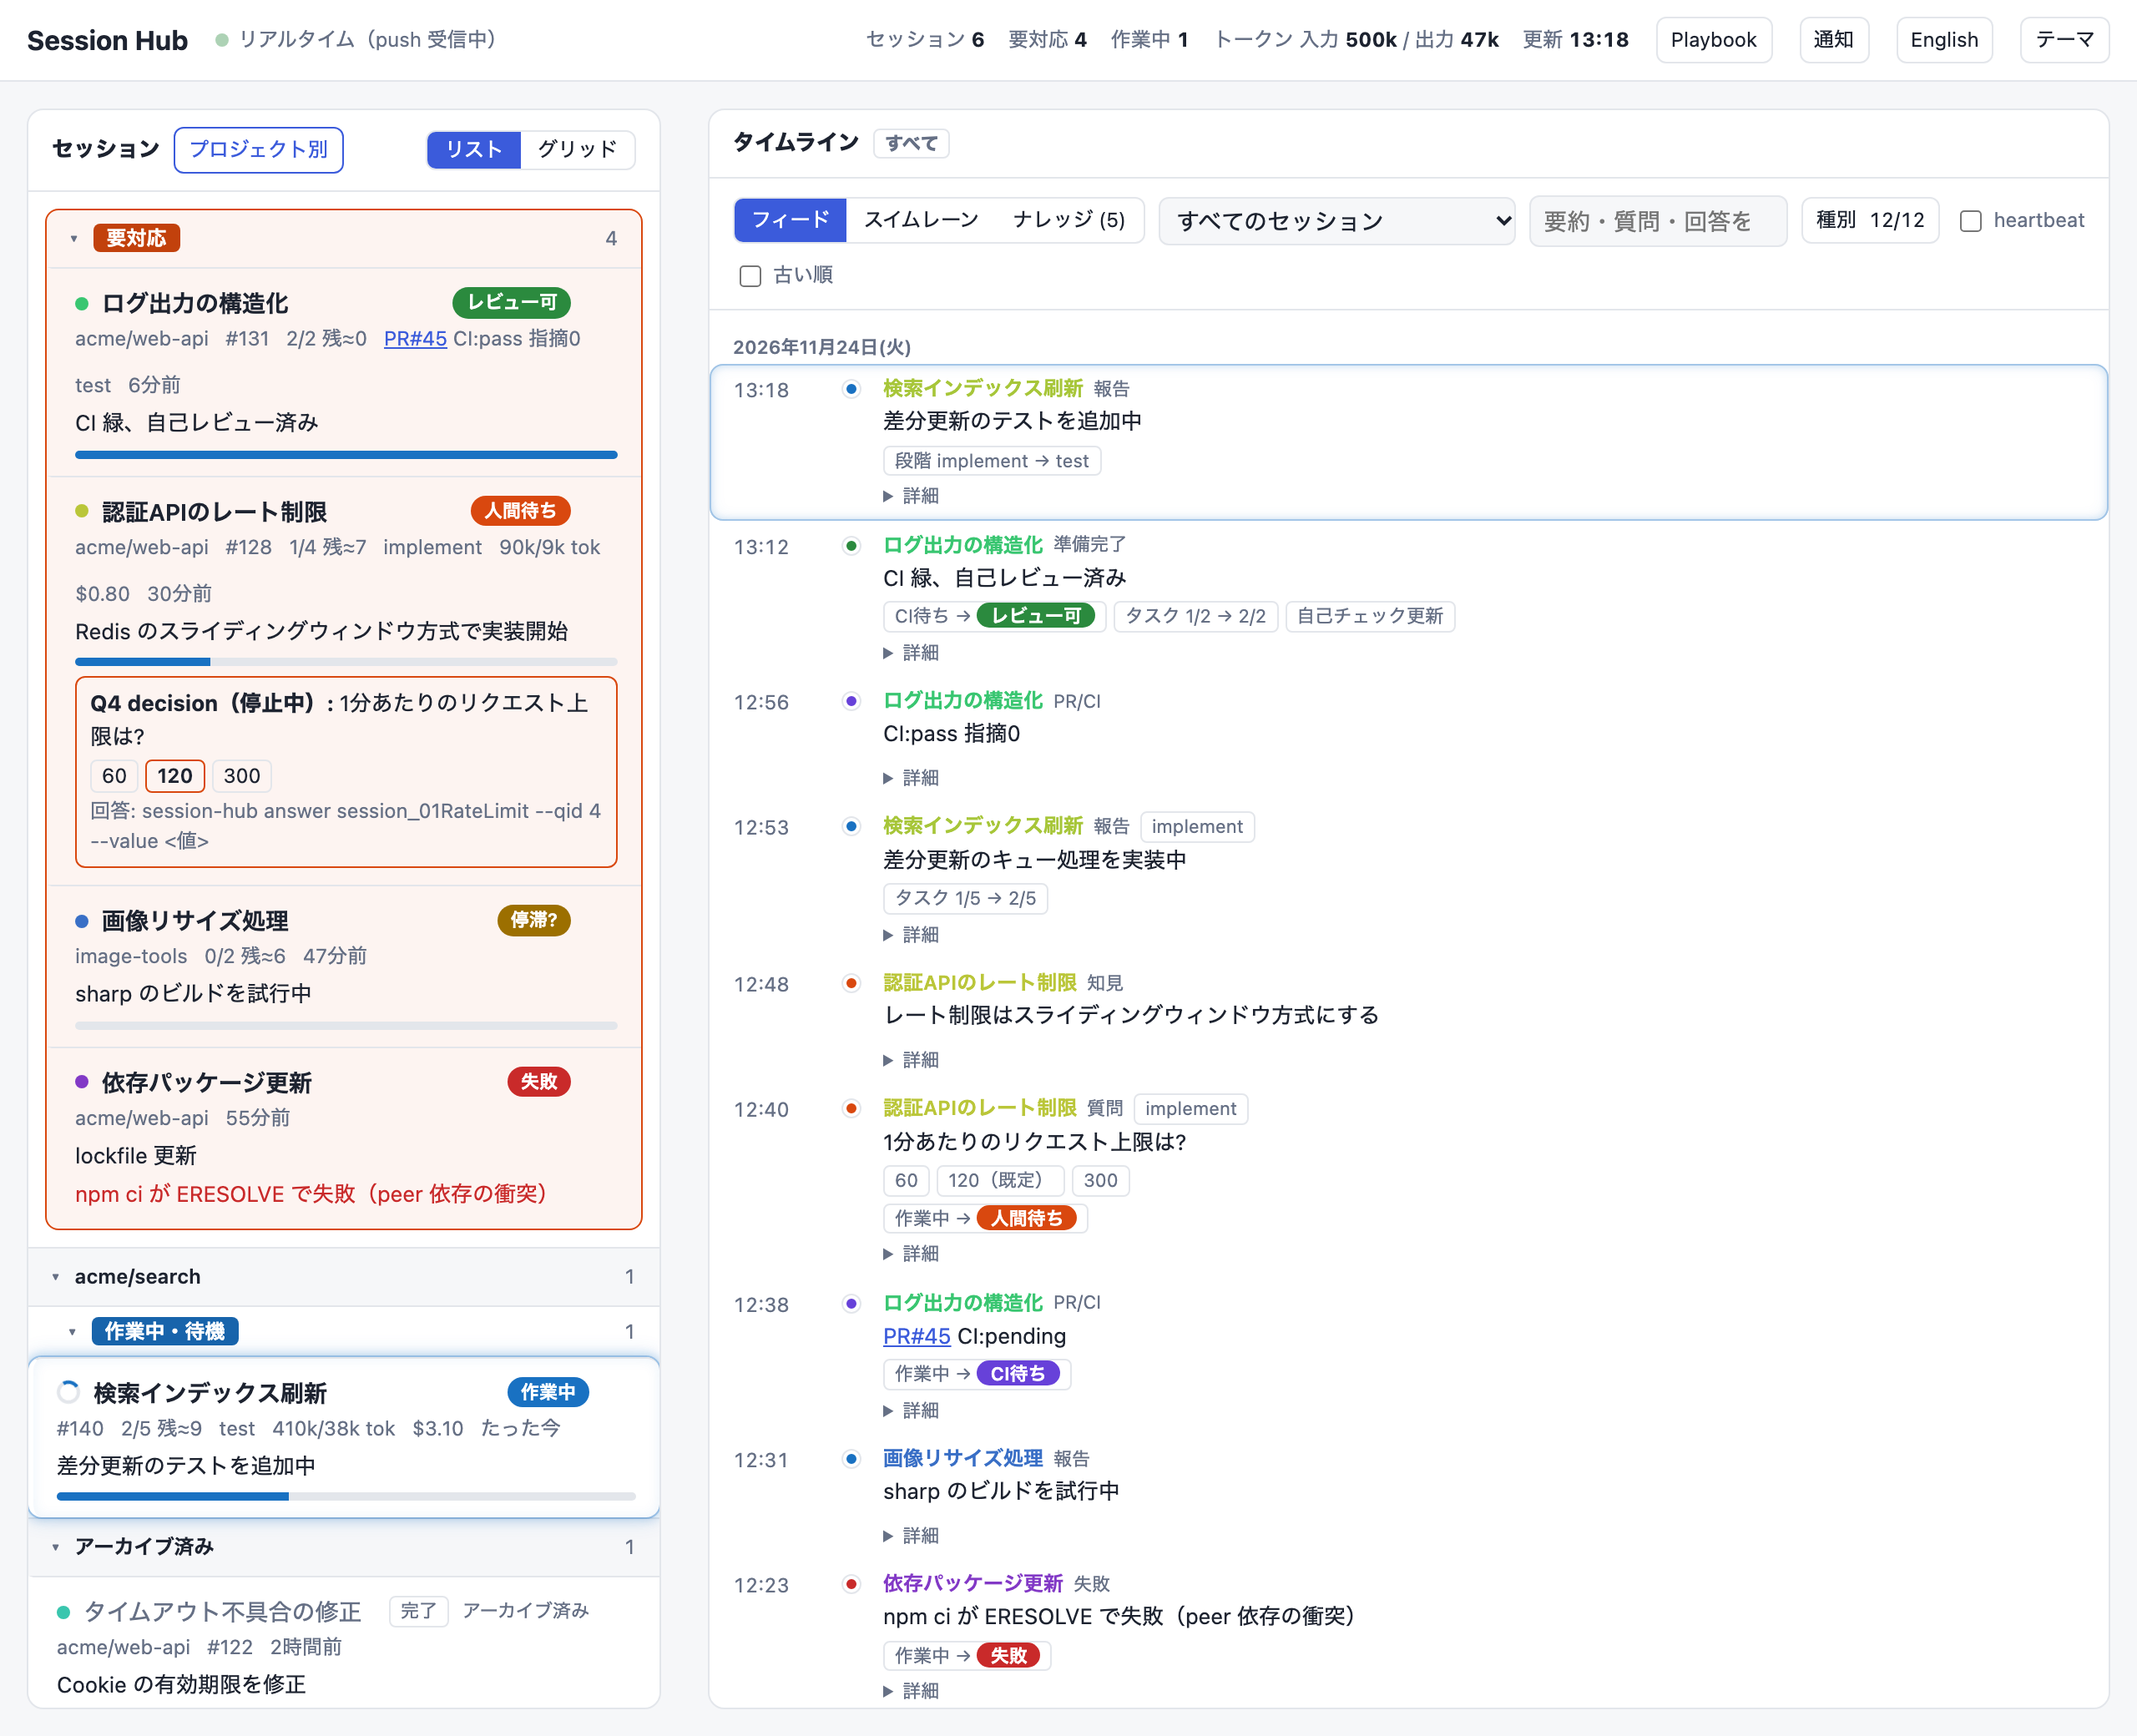 Session Hub
リアルタイム（push 受信中）
セッション 6 要対応 4 作業中 1 トークン 入力 500k / 出力 47k 更新 13:18
Playbook
通知
English
テーマ
セッション
プロジェクト別
リスト
グリッド
要対応 4
ログ出力の構造化 レビュー可
acme/web-api #131 2/2 残≈0 PR#45 CI:pass 指摘0
test 6分前
CI 緑、自己レビュー済み
認証APIのレート制限 人間待ち
acme/web-api #128 1/4 残≈7 implement 90k/9k tok
$0.80 30分前
Redis のスライディングウィンドウ方式で実装開始
Q4 decision（停止中）: 1分あたりのリクエスト上
限は?
60 120 300
回答: session-hub answer session_01RateLimit --qid 4
--value <値>
画像リサイズ処理 停滞?
image-tools 0/2 残≈6 47分前
sharp のビルドを試行中
依存パッケージ更新 失敗
acme/web-api 55分前
lockfile 更新
npm ci が ERESOLVE で失敗（peer 依存の衝突）
acme/search 1
作業中・待機 1
検索インデックス刷新 作業中
#140 2/5 残≈9 test 410k/38k tok $3.10 たった今
差分更新のテストを追加中
アーカイブ済み 1
タイムアウト不具合の修正 完了 アーカイブ済み
acme/web-api #122 2時間前
Cookie の有効期限を修正
タイムライン すべて
フィード スイムレーン ナレッジ (5) すべてのセッション 要約・質問・回答を 種別 12/12 heartbeat
古い順
2026年11月24日(火)
13:18 検索インデックス刷新 報告
差分更新のテストを追加中
段階 implement → test
▶ 詳細
13:12 ログ出力の構造化 準備完了
CI 緑、自己レビュー済み
CI待ち → レビュー可 タスク 1/2 → 2/2 自己チェック更新
▶ 詳細
12:56 ログ出力の構造化 PR/CI
CI:pass 指摘0
▶ 詳細
12:53 検索インデックス刷新 報告 implement
差分更新のキュー処理を実装中
タスク 1/5 → 2/5
▶ 詳細
12:48 認証APIのレート制限 知見
レート制限はスライディングウィンドウ方式にする
▶ 詳細
12:40 認証APIのレート制限 質問 implement
1分あたりのリクエスト上限は?
60 120（既定） 300
作業中 → 人間待ち
▶ 詳細
12:38 ログ出力の構造化 PR/CI
PR#45 CI:pending
作業中 → CI待ち
▶ 詳細
12:31 画像リサイズ処理 報告
sharp のビルドを試行中
▶ 詳細
12:23 依存パッケージ更新 失敗
npm ci が ERESOLVE で失敗（peer 依存の衝突）
作業中 → 失敗
▶ 詳細